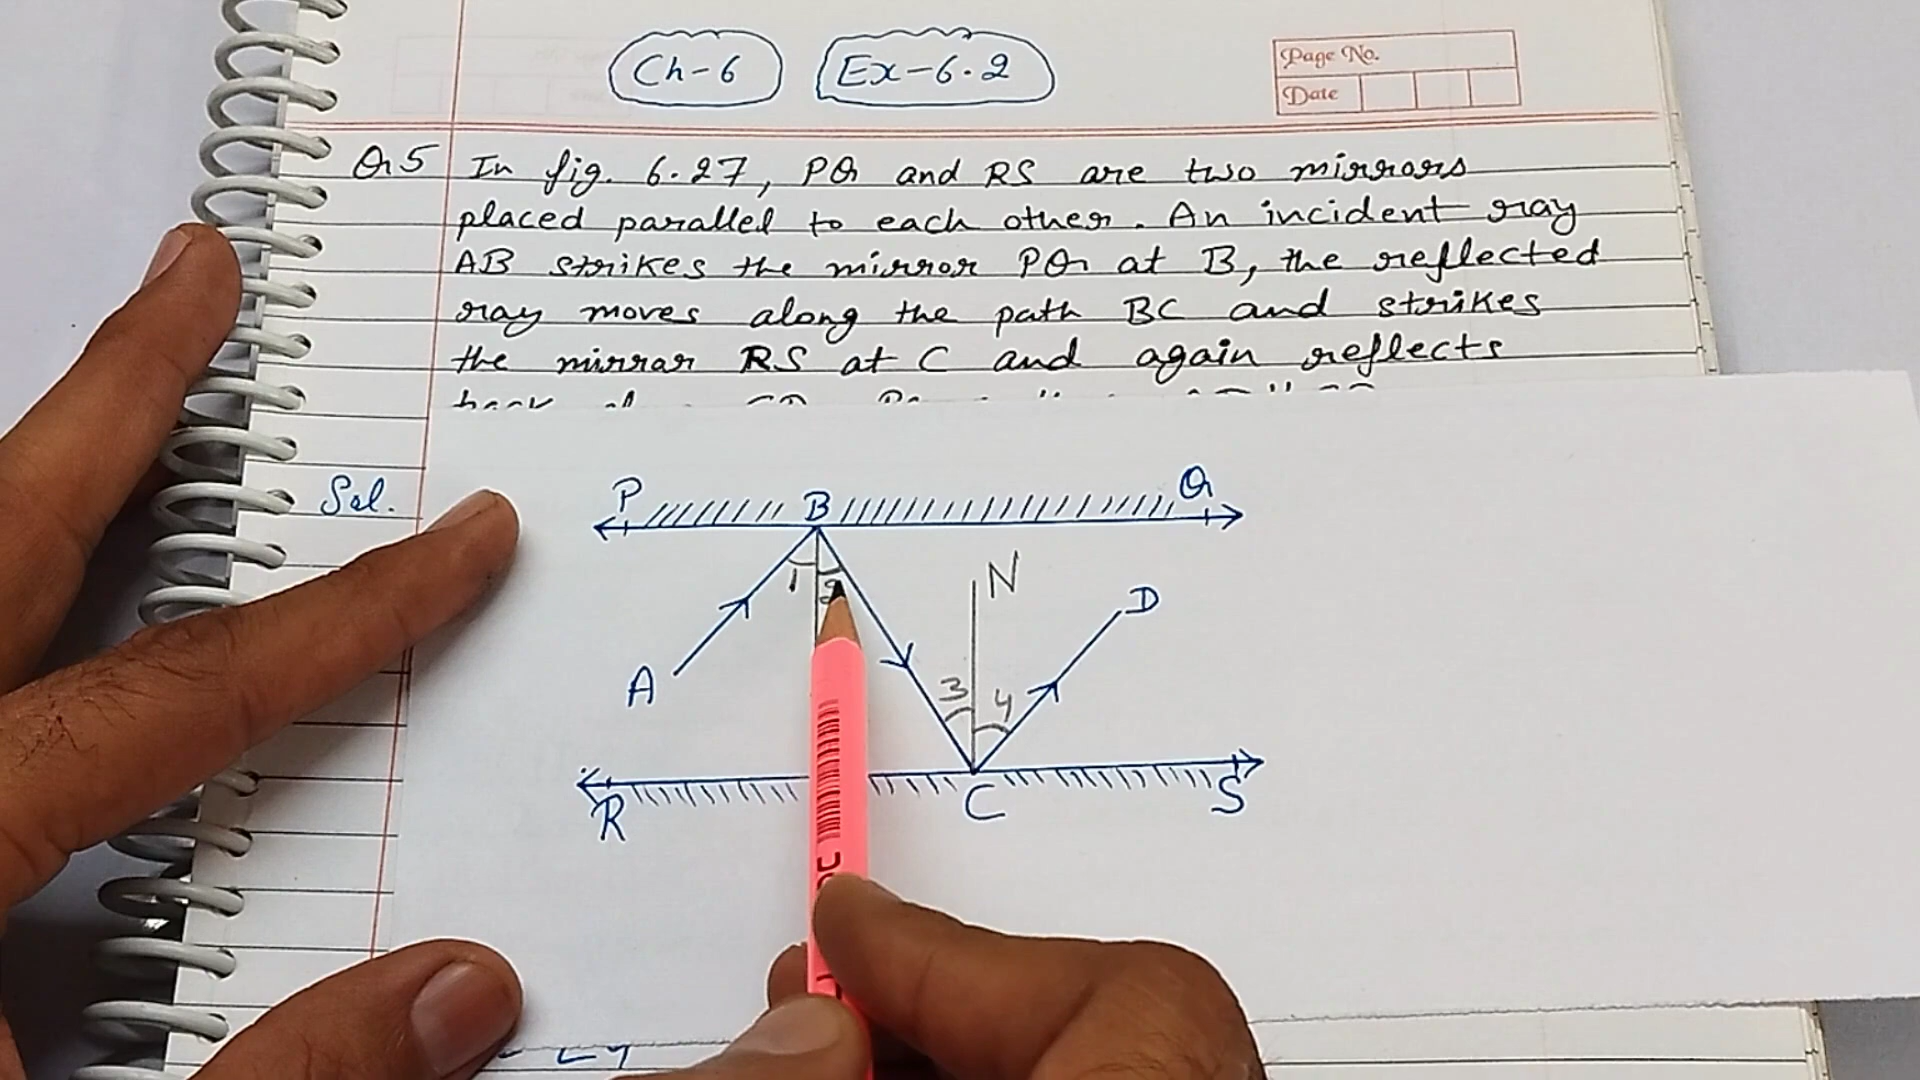 Ch-6 Ex-6.2
Page No.
Date
Q5 In fig. 6.27, PQ and RS are two mirrors
placed parallel to each other. An incident ray
AB strikes the mirror PQ at B, the reflected
ray moves along the path BC and strikes
the mirrar RS at C and again reflects
Sol.
P B Q
1 2 N D
A 3 4
R C S